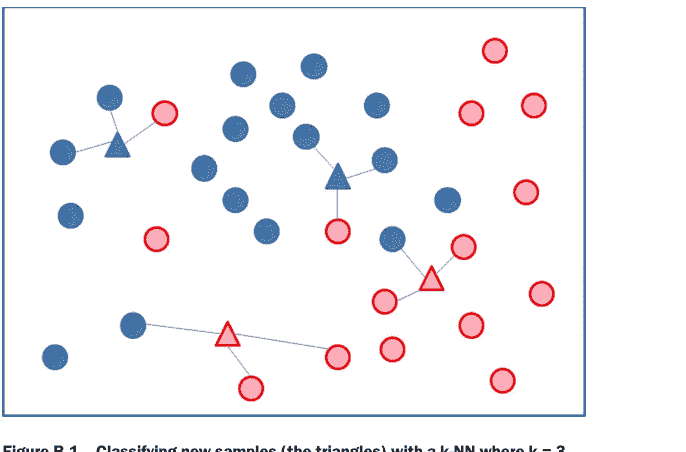 Figure B.1 Classifying new samples (the triangles) with a k-NN where k = 3